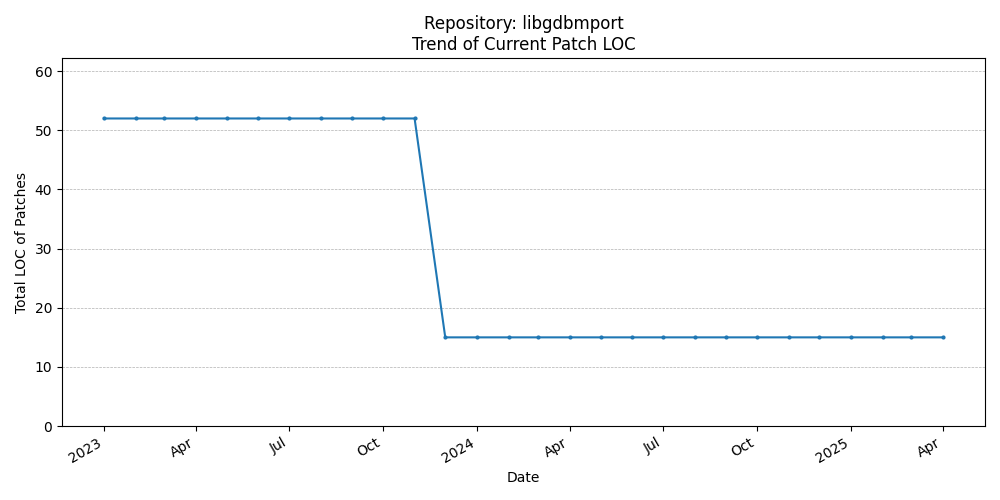 Repository: libgdbmport
Trend of Current Patch LOC
Total LOC of Patches
60
50
40
30
20
10
0
2023
Apr
Jul
Oct
2024
Apr
Jul
Oct
2025
Apr
Date